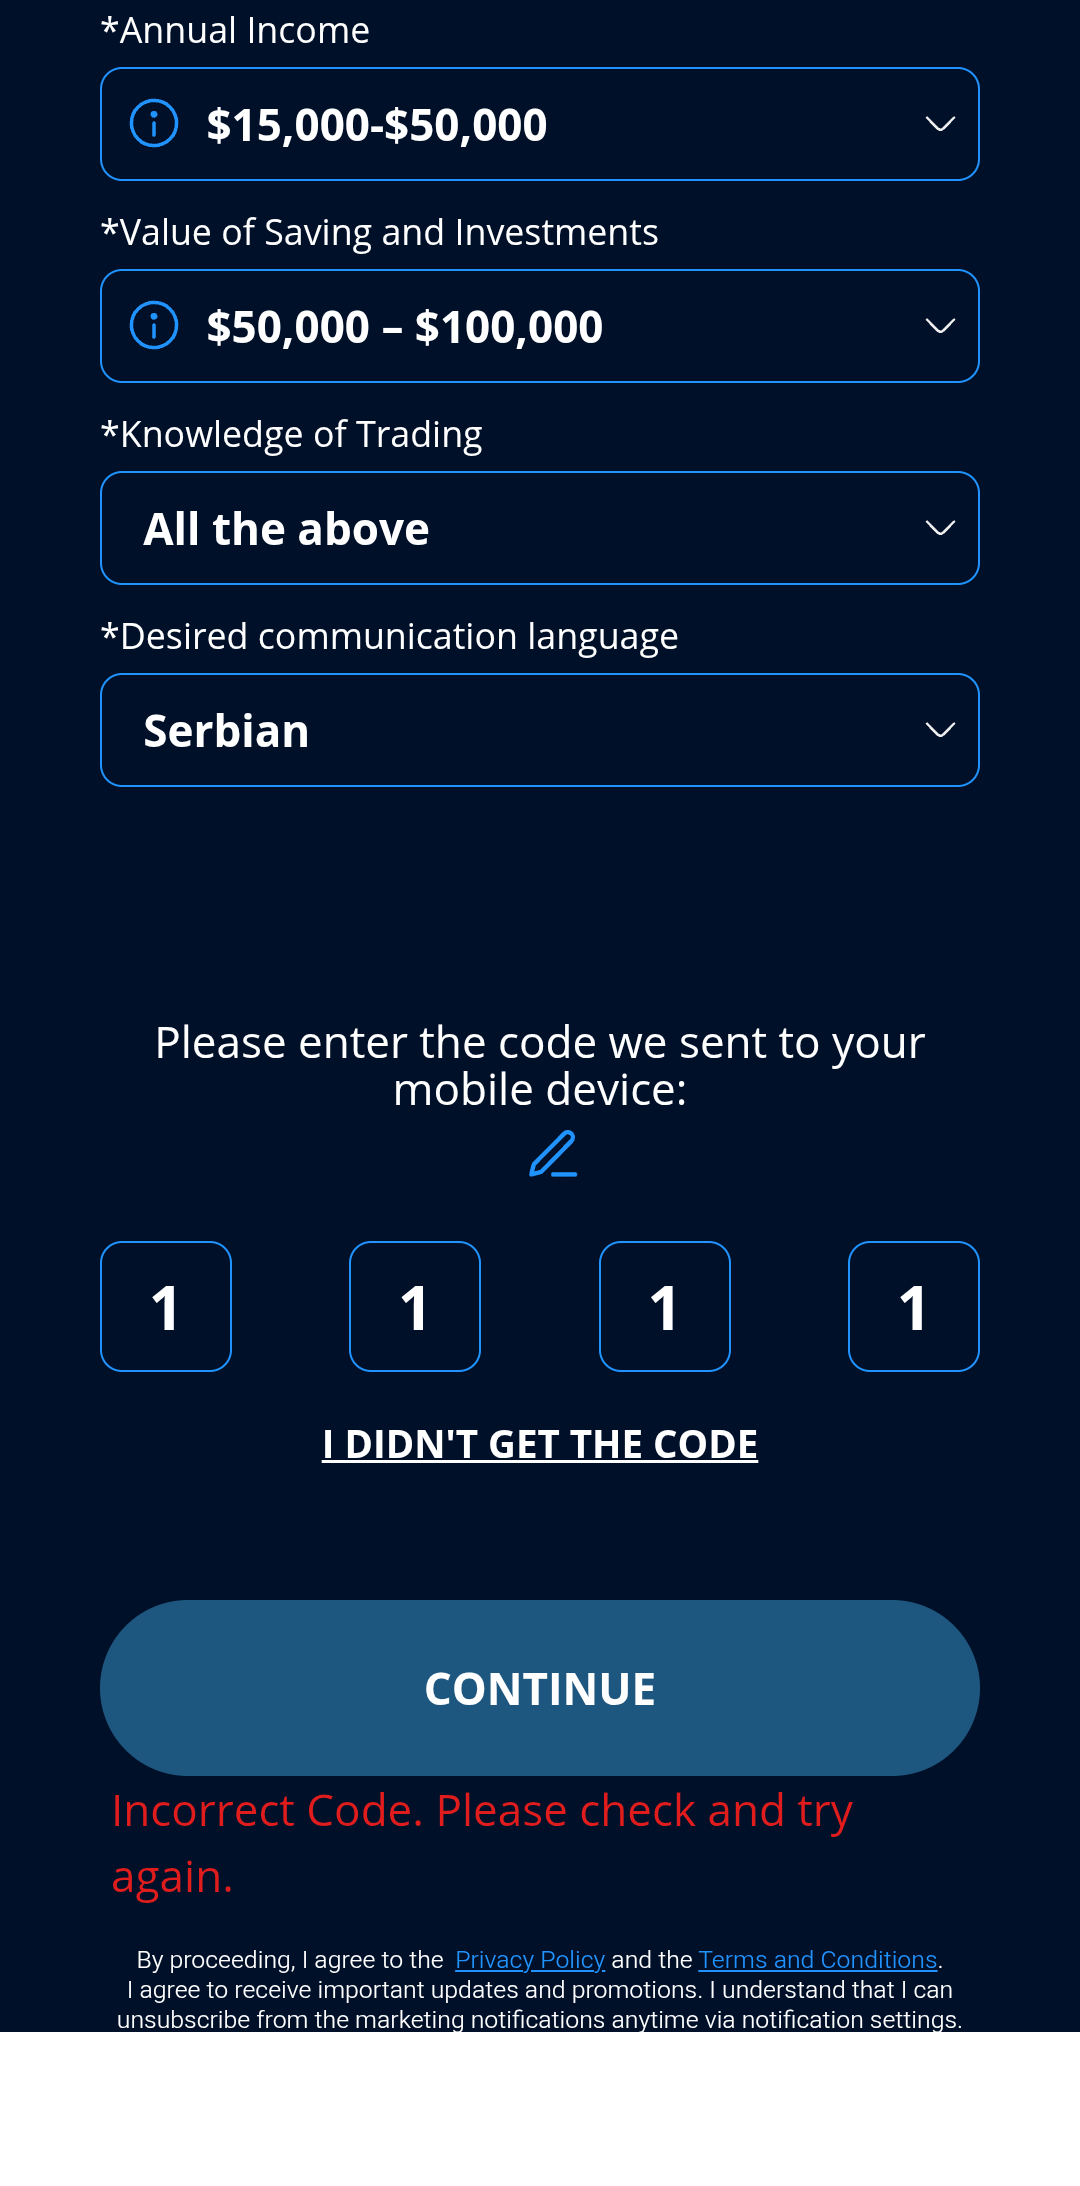 *Annual Income
$15,000-$50,000
*Value of Saving and Investments
$50,000 – $100,000
*Knowledge of Trading
All the above
*Desired communication language
Serbian
Please enter the code we sent to your
mobile device:
1 1 1 1
I DIDN'T GET THE CODE
CONTINUE
Incorrect Code. Please check and try
again.
By proceeding, I agree to the Privacy Policy and the Terms and Conditions.
I agree to receive important updates and promotions. I understand that I can
unsubscribe from the marketing notifications anytime via notification settings.